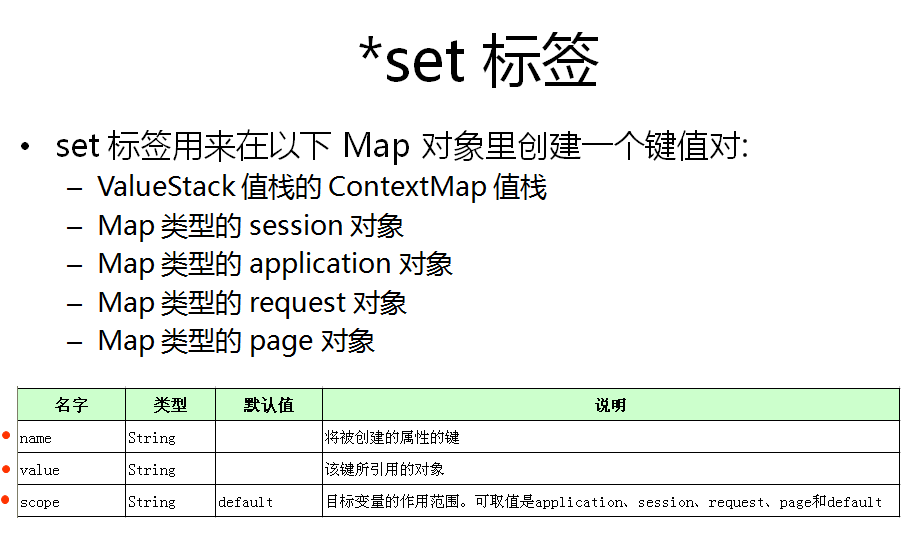 *set 标签
• set 标签用来在以下 Map 对象里创建一个键值对:
– ValueStack 值栈的 ContextMap 值栈
– Map 类型的 session 对象
– Map 类型的 application 对象
– Map 类型的 request 对象
– Map 类型的 page 对象
名字 类型 默认值 说明
name String 将被创建的属性的键
value String 该键所引用的对象
scope String default 目标变量的作用范围。可取值是application、session、request、page和default